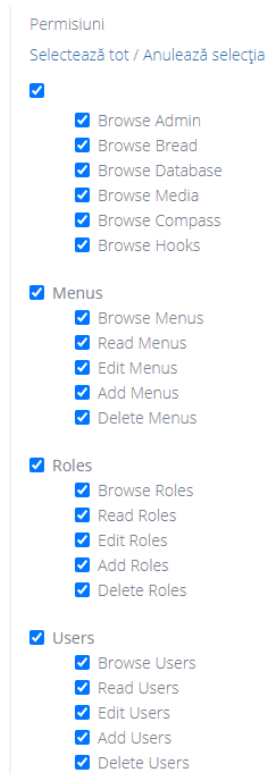 Permisiuni
Selectează tot / Anulează selecția
Browse Admin
Browse Bread
Browse Database
Browse Media
Browse Compass
Browse Hooks
Menus
Browse Menus
Read Menus
Edit Menus
Add Menus
Delete Menus
Roles
Browse Roles
Read Roles
Edit Roles
Add Roles
Delete Roles
Users
Browse Users
Read Users
Edit Users
Add Users
Delete Users